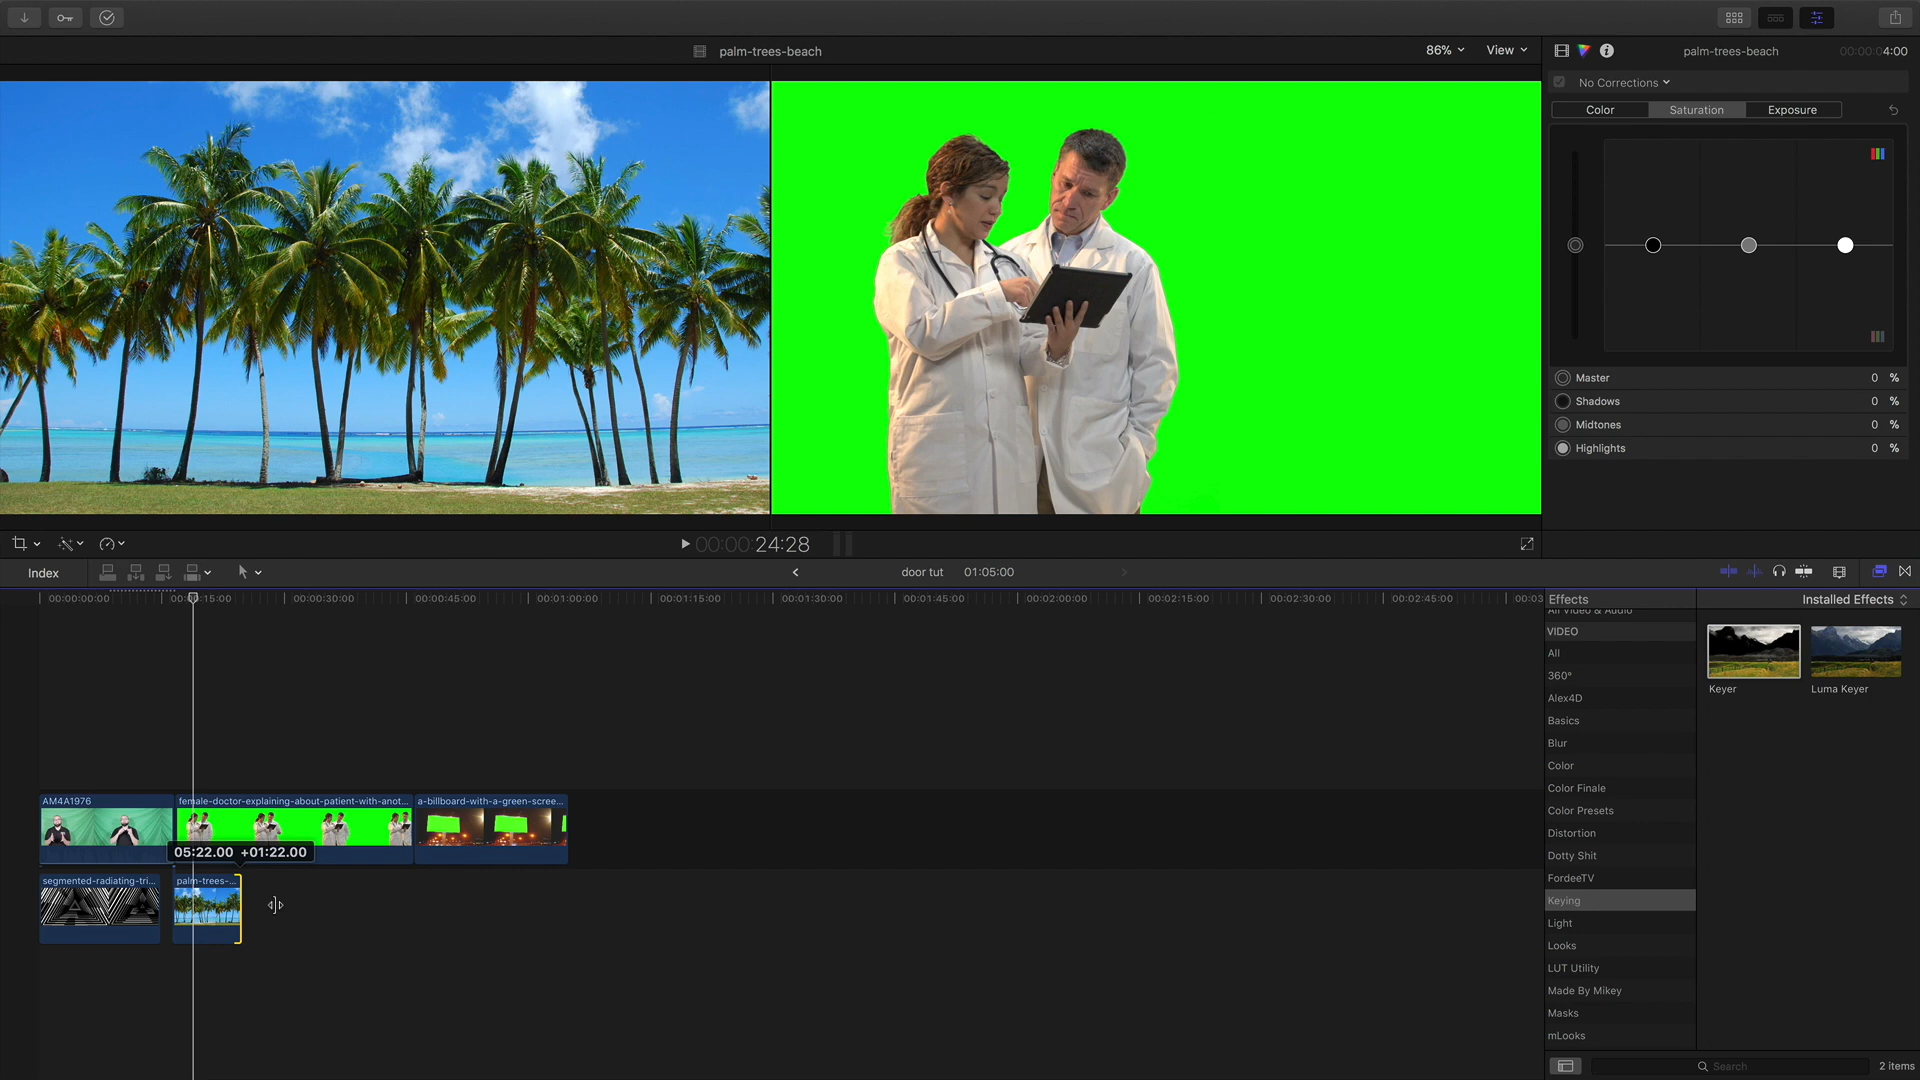 palm-trees-beach
86%
View
palm-trees-beach
00:00:04:00
No Corrections
Color
Saturation
Exposure
Master
0 %
Shadows
0 %
Midtones
0 %
Highlights
0 %
00:00:24:28
Index
door tut
01:05:00
00:00:00:00
00:00:15:00
00:00:30:00
00:00:45:00
00:01:00:00
00:01:15:00
00:01:30:00
00:01:45:00
00:02:00:00
00:02:15:00
00:02:30:00
00:02:45:00
00:03
Effects
Installed Effects
All Video & Audio
VIDEO
All
360°
Alex4D
Basics
Blur
Color
Color Finale
Color Presets
Distortion
Dotty Shit
FordeeTV
Keying
Light
Looks
LUT Utility
Made By Mikey
Masks
mLooks
Keyer
Luma Keyer
AM4A1976
female-doctor-explaining-about-patient-with-anot...
a-billboard-with-a-green-scree...
05:22.00 +01:22.00
segmented-radiating-tri...
palm-trees-...
Search
2 items